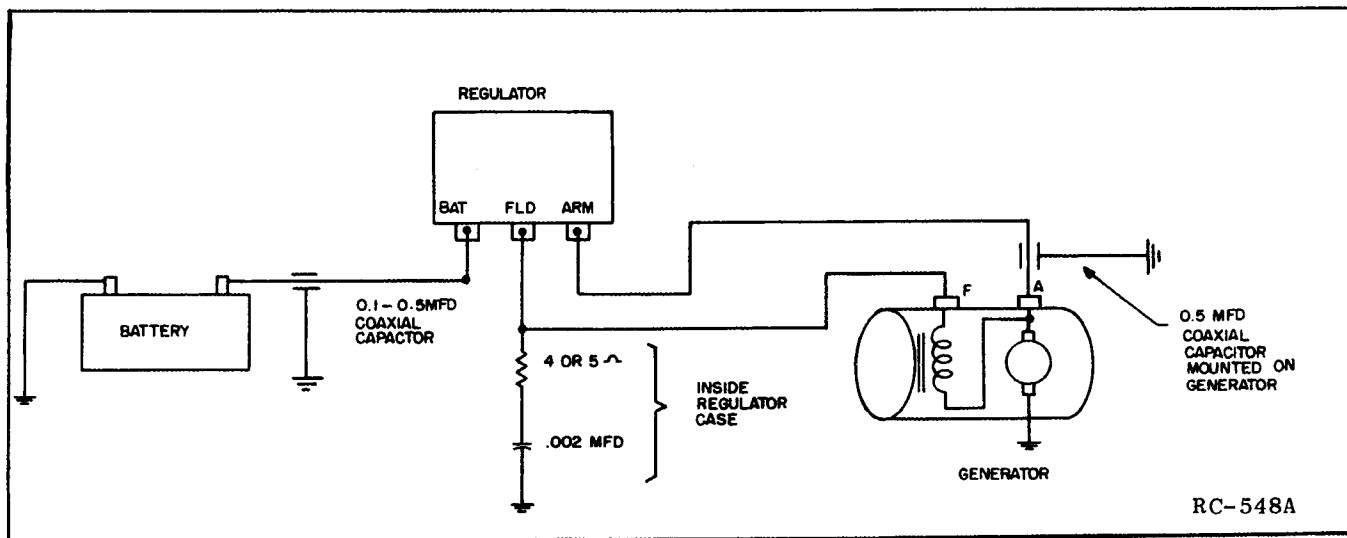 REGULATOR
BAT FLD ARM
BATTERY
0.1-0.5MFD
COAXIAL
CAPACTOR
4 OR 5 Ω
.002 MFD
INSIDE
REGULATOR
CASE
F A
0.5 MFD
COAXIAL
CAPACITOR
MOUNTED ON
GENERATOR
GENERATOR
RC-548A